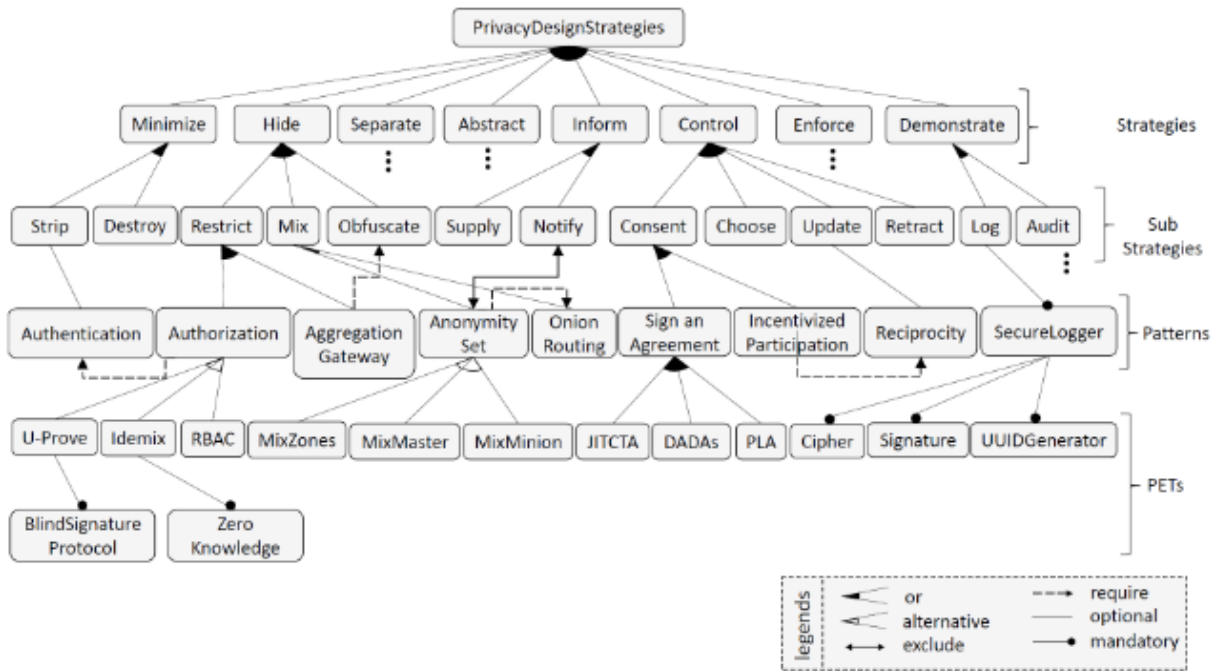 PrivacyDesignStrategies
Minimize
Hide
Separate
Abstract
Inform
Control
Enforce
Demonstrate
Strategies
Strip
Destroy
Restrict
Mix
Obfuscate
Supply
Notify
Consent
Choose
Update
Retract
Log
Audit
Sub
Strategies
Authentication
Authorization
Aggregation
Gateway
Anonymity
Set
Onion
Routing
Sign an
Agreement
Incentivized
Participation
Reciprocity
SecureLogger
Patterns
U-Prove
Idemix
RBAC
MixZones
MixMaster
MixMinion
JITCTA
DADAs
PLA
Cipher
Signature
UUIDGenerator
PETs
BlindSignature
Protocol
Zero
Knowledge
legends
or
alternative
exclude
require
optional
mandatory